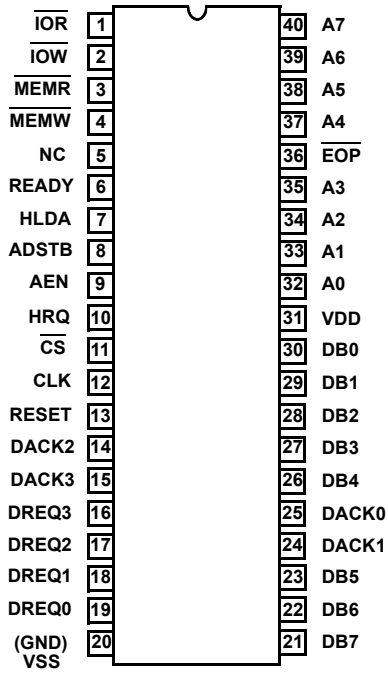 IOR 1 40 A7
IOW 2 39 A6
MEMR 3 38 A5
MEMW 4 37 A4
NC 5 36 EOP
READY 6 35 A3
HLDA 7 34 A2
ADSTB 8 33 A1
AEN 9 32 A0
HRQ 10 31 VDD
CS 11 30 DB0
CLK 12 29 DB1
RESET 13 28 DB2
DACK2 14 27 DB3
DACK3 15 26 DB4
DREQ3 16 25 DACK0
DREQ2 17 24 DACK1
DREQ1 18 23 DB5
DREQ0 19 22 DB6
(GND) 20 21 DB7
VSS